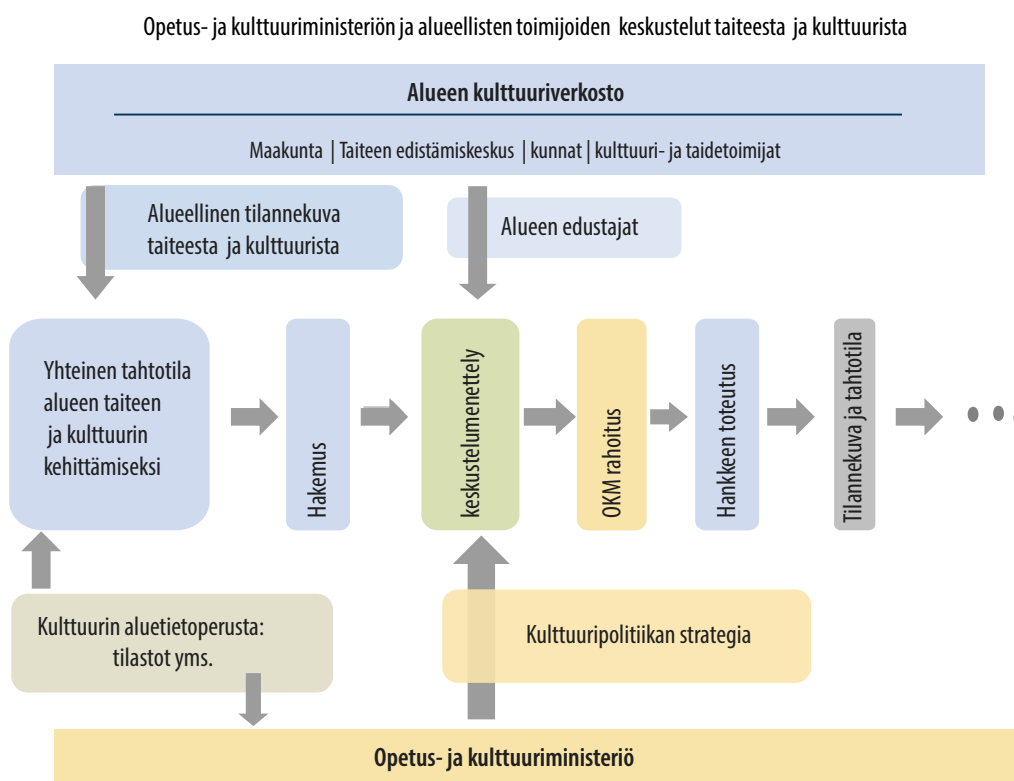 Opetus- ja kulttuuriministeriön ja alueellisten toimijoiden keskustelut taiteesta ja kulttuurista
Alueen kulttuuriverkosto
Maakunta | Taiteen edistämiskeskus | kunnat | kulttuuri- ja taidetoimijat
Alueellinen tilannekuva
taiteesta ja kulttuurista
Alueen edustajat
Yhteinen tahtotila
alueen taiteen
ja kulttuurin
kehittämiseksi
Hakemus
keskustelumenettely
OKM rahoitus
Hankkeen toteutus
Tilannekuva ja tahtotila
Kulttuurin aluetietoperusta:
tilastot yms.
Kulttuuripolitiikan strategia
Opetus- ja kulttuuriministeriö